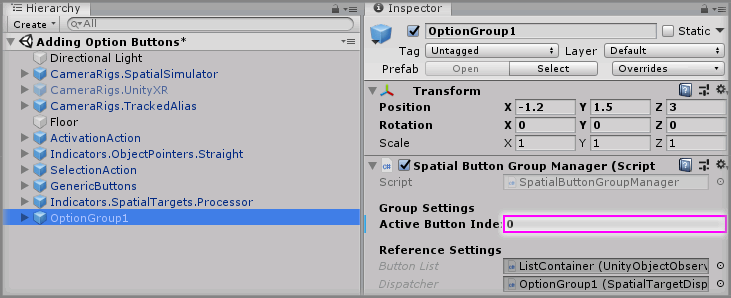 Hierarchy
Create
All
Adding Option Buttons*
Directional Light
CameraRigs.SpatialSimulator
CameraRigs.UnityXR
CameraRigs.TrackedAlias
Floor
ActivationAction
Indicators.ObjectPointers.Straight
SelectionAction
GenericButtons
Indicators.SpatialTargets.Processor
OptionGroup1
Inspector
OptionGroup1 Static
Tag Untagged Layer Default
Prefab Open Select Overrides
Transform
Position X -1.2 Y 1.5 Z 3
Rotation X 0 Y 0 Z 0
Scale X 1 Y 1 Z 1
Spatial Button Group Manager (Script
Script SpatialButtonGroupManager
Group Settings
Active Button Inde 0
Reference Settings
Button List ListContainer (UnityObjectObserv
Dispatcher OptionGroup1 (SpatialTargetDisp